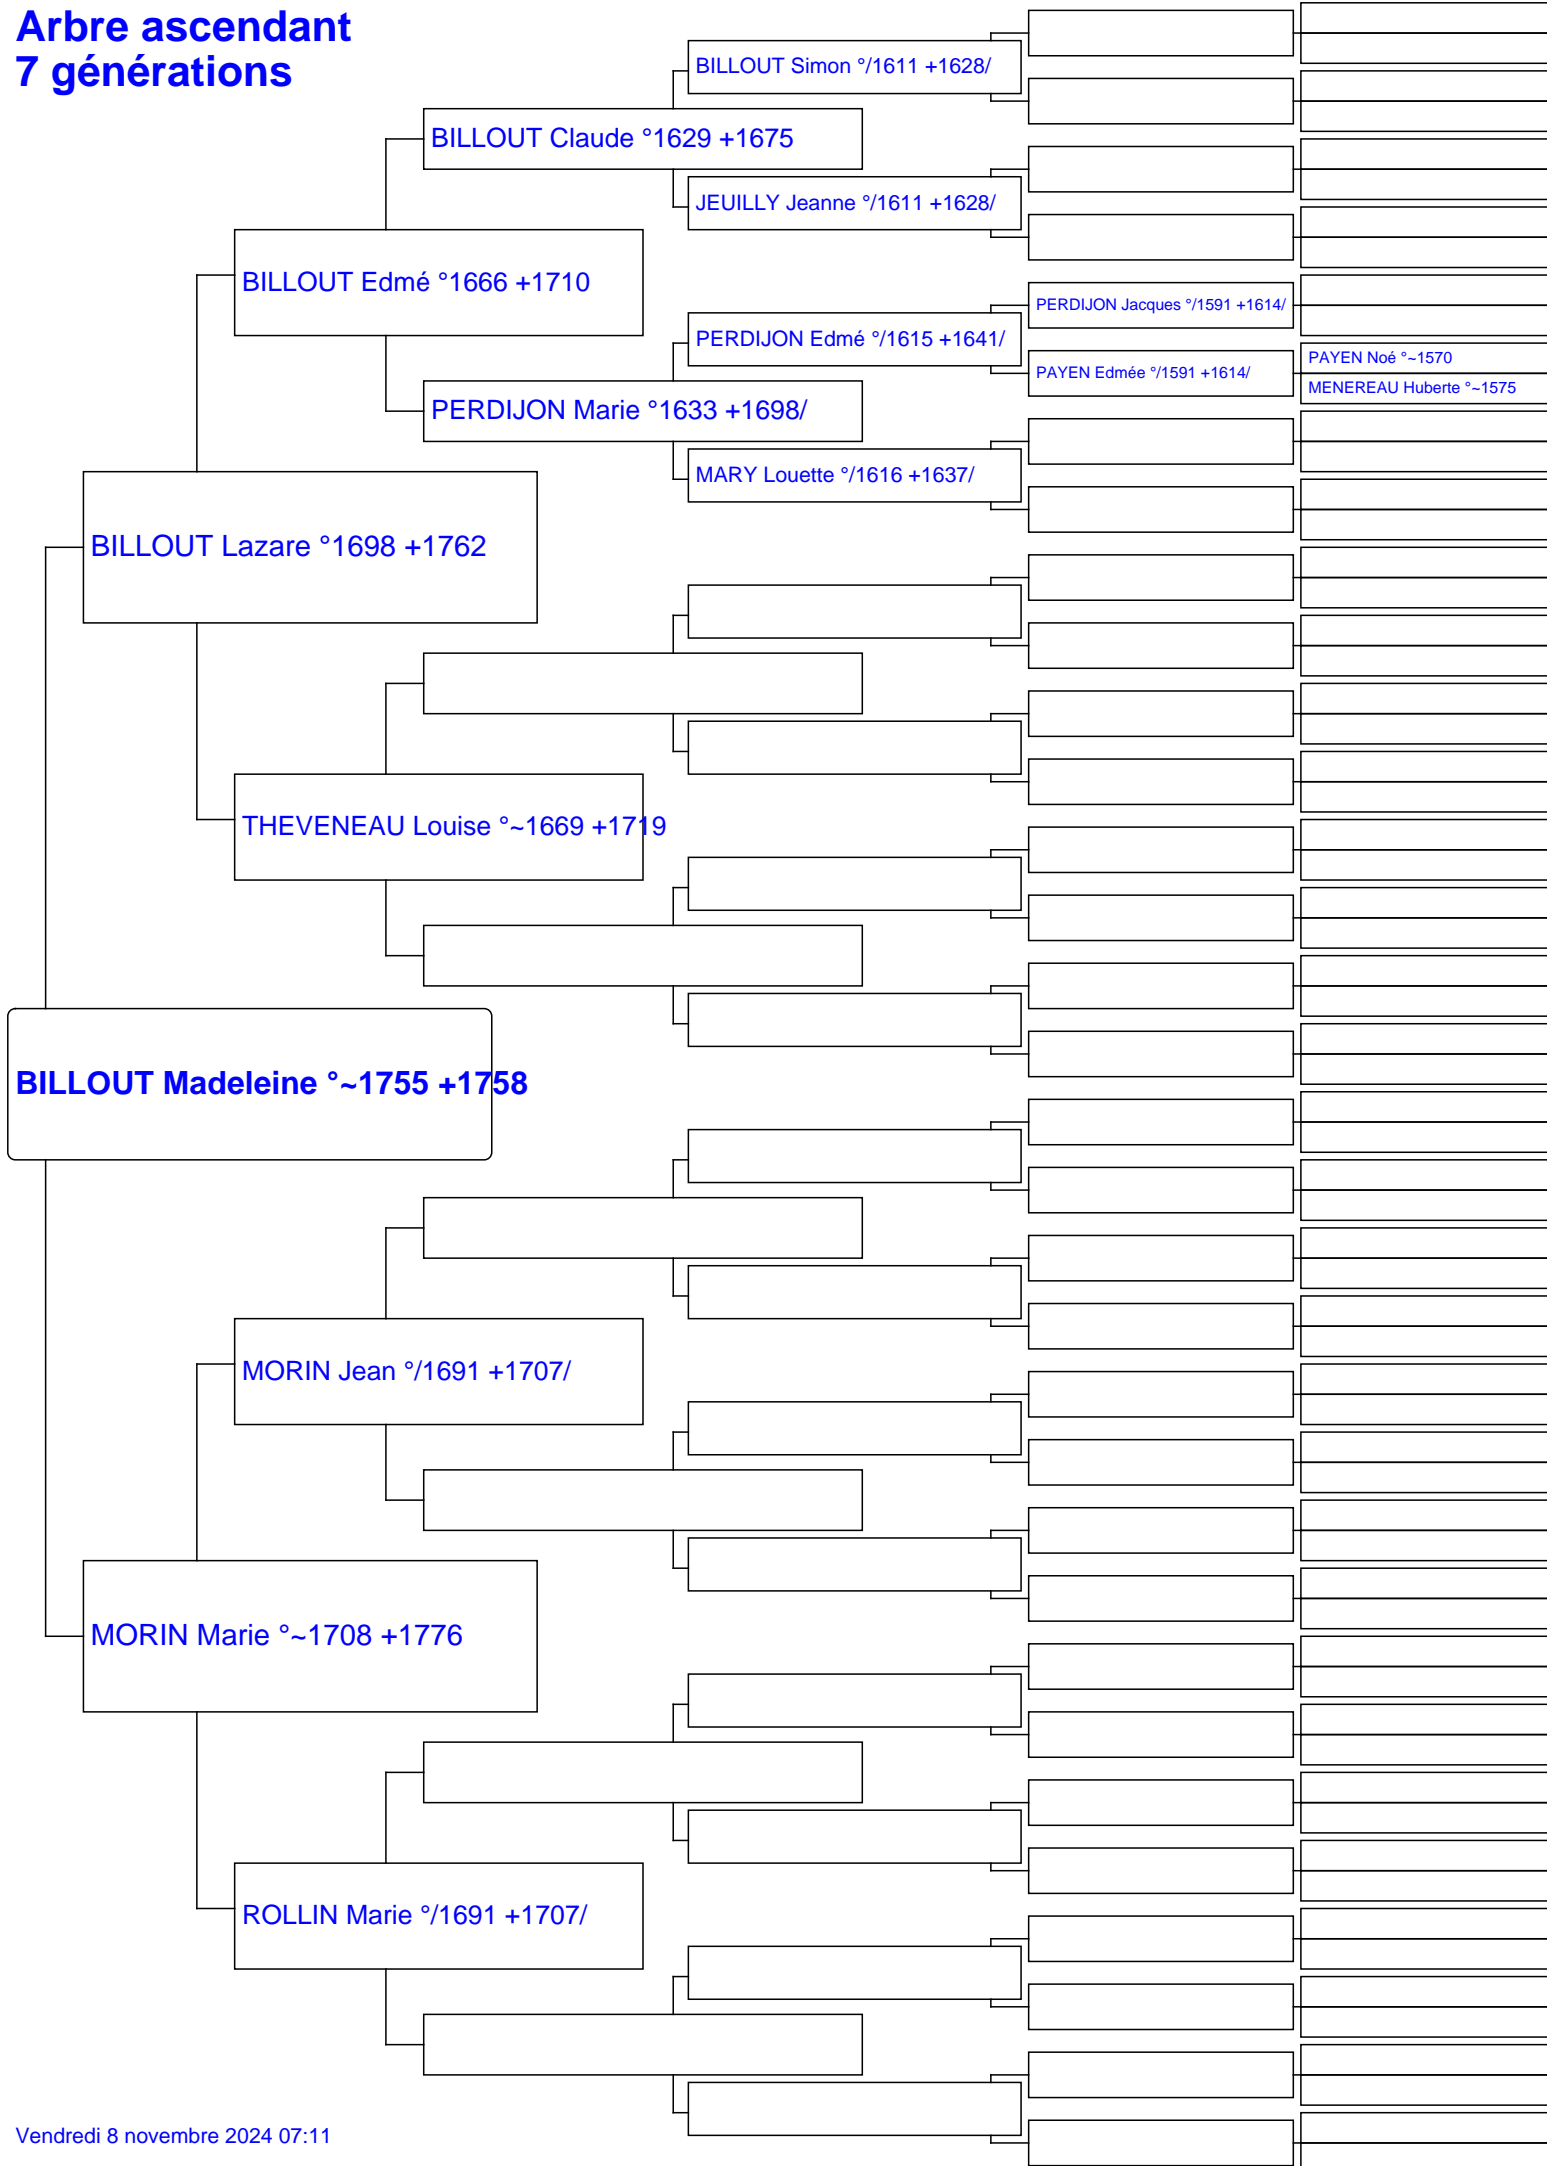 Arbre ascendant
7 générations
BILLOUT Simon °/1611 +1628/
BILLOUT Claude °1629 +1675
JEUILLY Jeanne °/1611 +1628/
BILLOUT Edmé °1666 +1710
PERDIJON Jacques °/1591 +1614/
PERDIJON Edmé °/1615 +1641/
PAYEN Noé °~1570
PAYEN Edmée °/1591 +1614/
MENEREAU Huberte °~1575
PERDIJON Marie °1633 +1698/
MARY Louette °/1616 +1637/
BILLOUT Lazare °1698 +1762
THEVENEAU Louise °~1669 +1719
BILLOUT Madeleine °~1755 +1758
MORIN Jean °/1691 +1707/
MORIN Marie °~1708 +1776
ROLLIN Marie °/1691 +1707/
Vendredi 8 novembre 2024 07:11